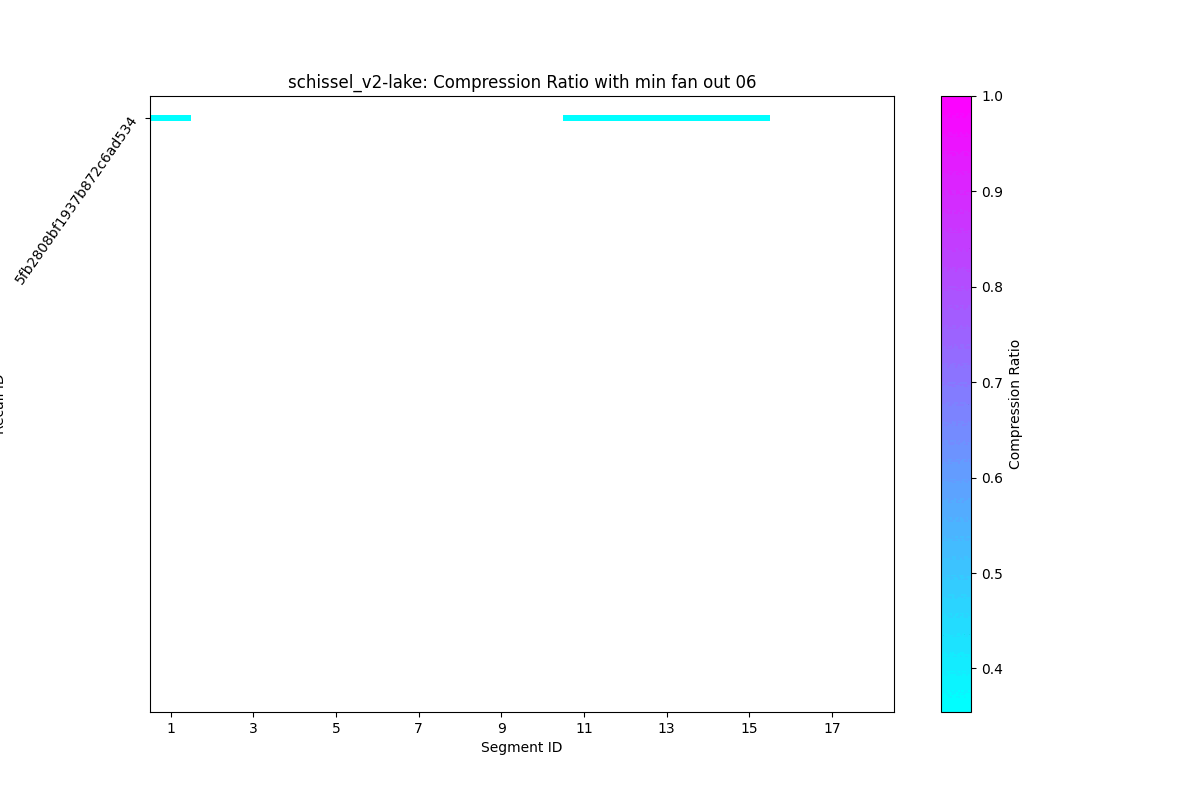 schissel_v2-lake: Compression Ratio with min fan out 06
5fb2808bf1937b872c6ad534
1 3 5 7 9 11 13 15 17
Segment ID
1.0
0.9
0.8
0.7
0.6
0.5
0.4
Compression Ratio